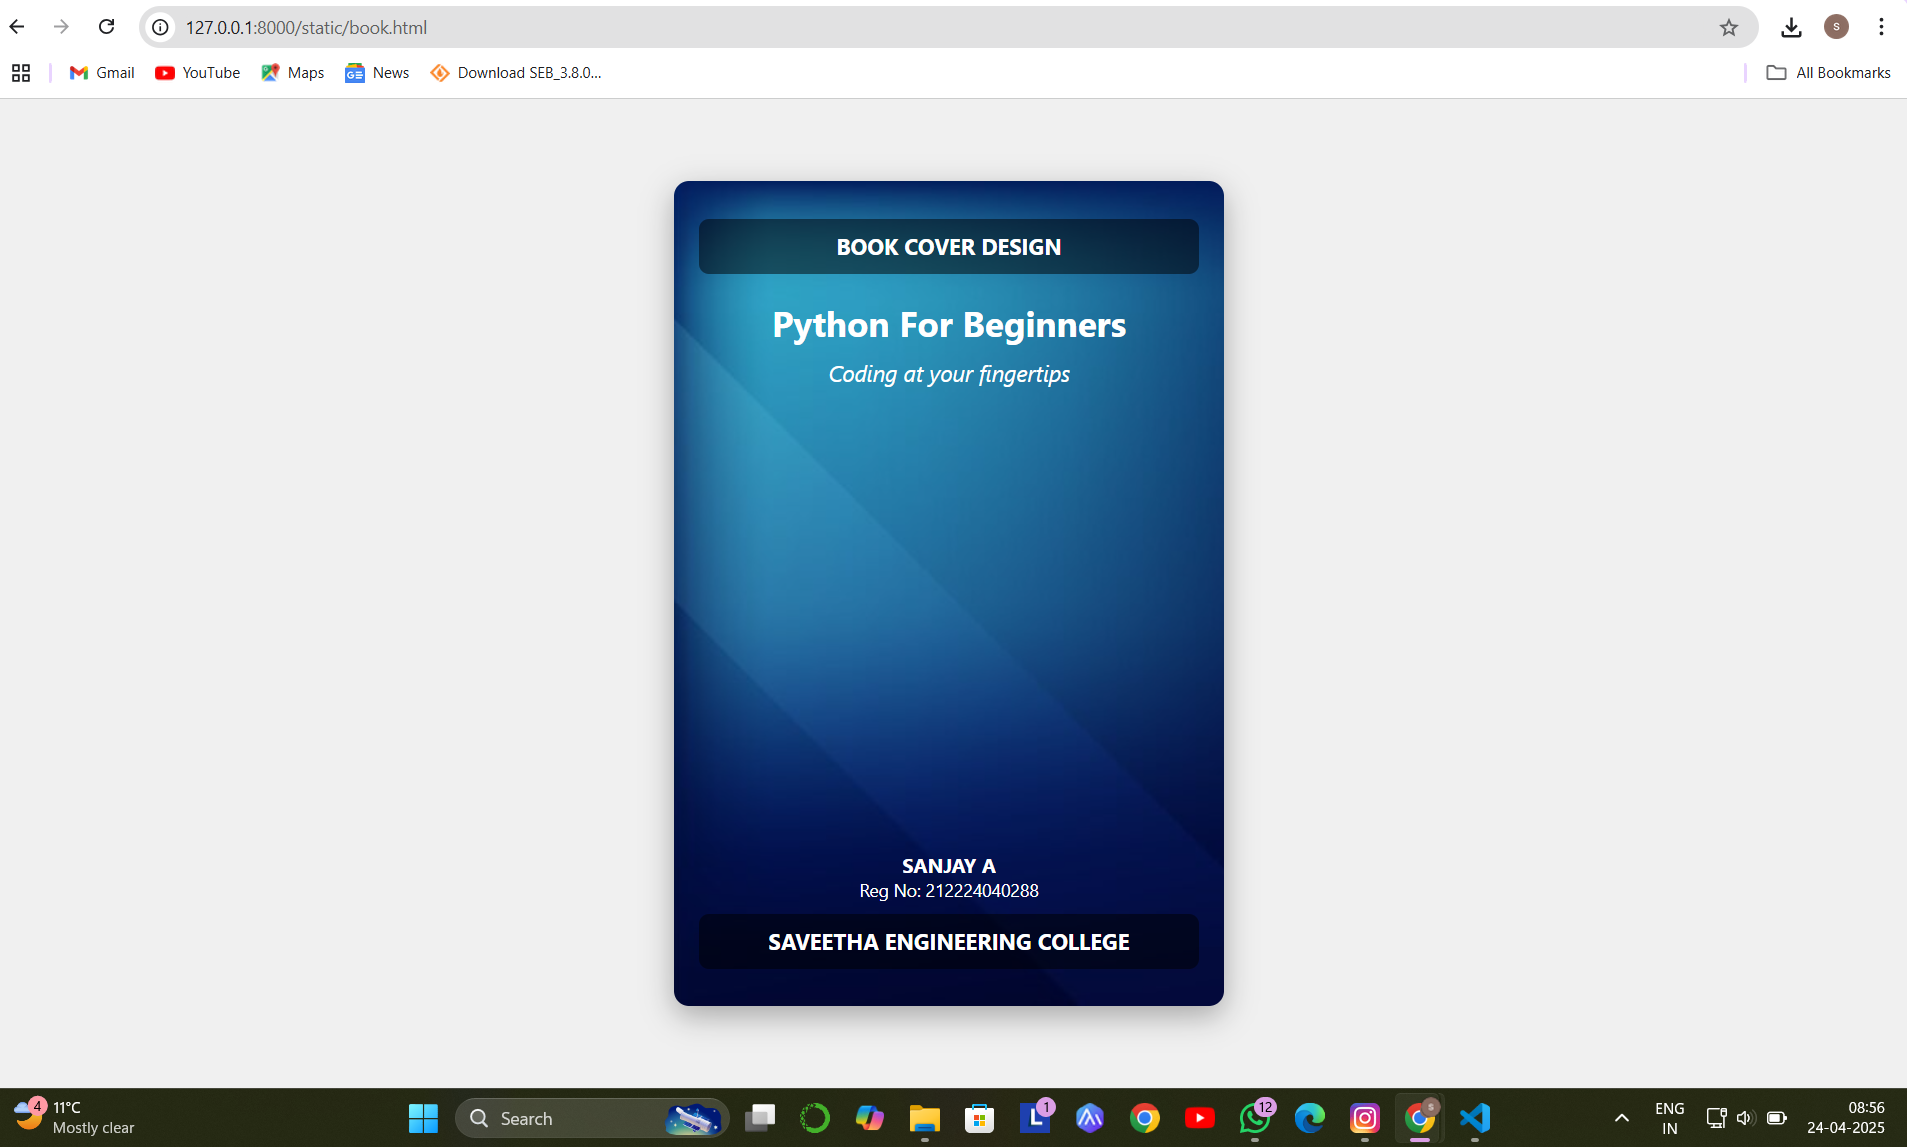 127.0.0.1:8000/static/book.html
S
Gmail
YouTube
Maps
News
Download SEB_3.8.0...
All Bookmarks
BOOK COVER DESIGN
Python For Beginners
Coding at your fingertips
SANJAY A
Reg No: 212224040288
SAVEETHA ENGINEERING COLLEGE
4
11°C
Mostly clear
Search
1
12
S
ENG
IN
08:56
24-04-2025